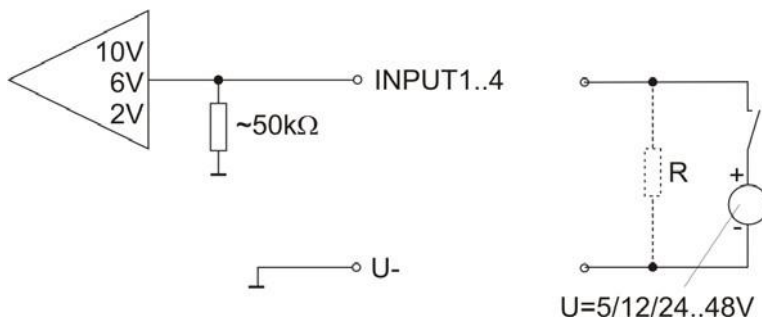 10V
6V
2V
INPUT1..4
~50kΩ
R
+
-
U-
U=5/12/24..48V